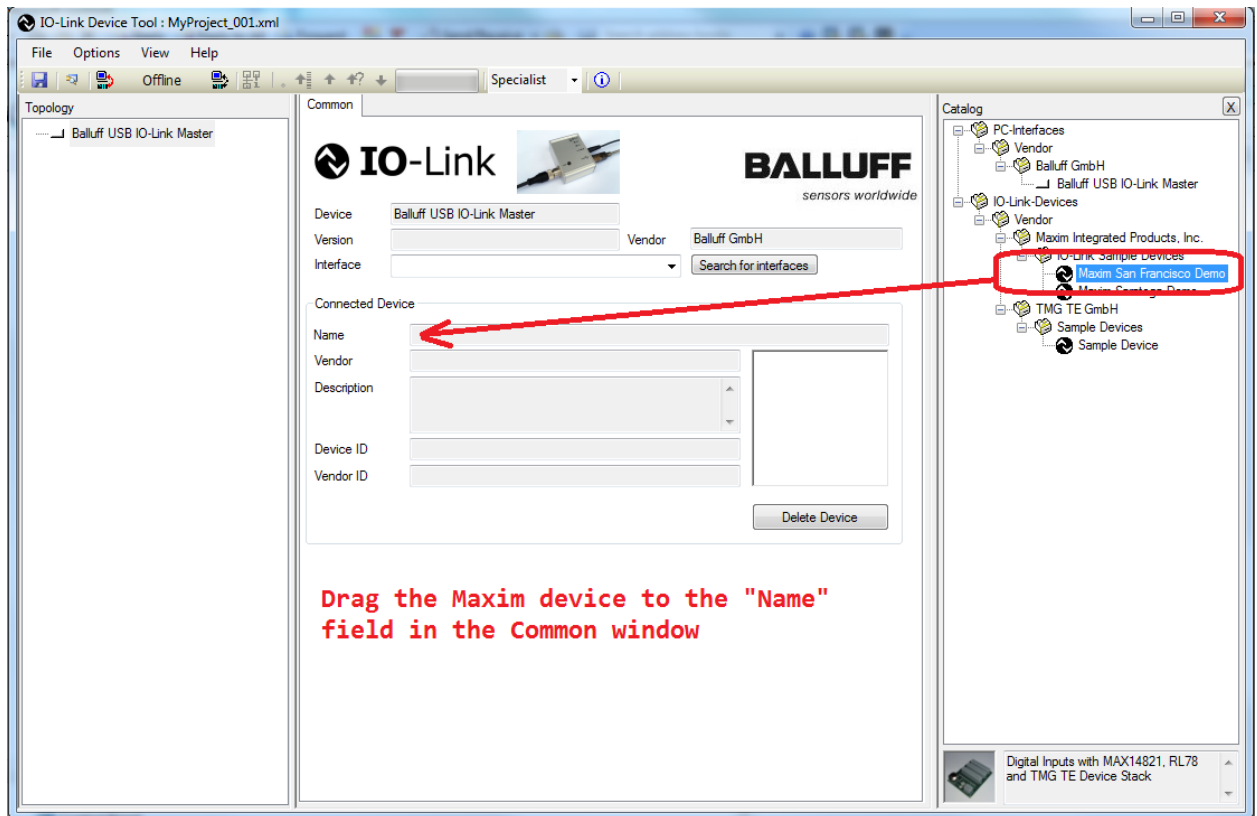 IO-Link Device Tool : MyProject_001.xml
File Options View Help
Offline Specialist
Topology
Balluff USB IO-Link Master
Common
IO-Link
BALLUFF
sensors worldwide
Device Balluff USB IO-Link Master
Version Vendor Balluff GmbH
Interface Search for interfaces
Connected Device
Name
Vendor
Description
Device ID
Vendor ID
Delete Device
Drag the Maxim device to the "Name"
field in the Common window
Catalog X
PC-Interfaces
Vendor
Balluff GmbH
Balluff USB IO-Link Master
IO-Link-Devices
Vendor
Maxim Integrated Products, Inc.
IO-Link Sample Devices
Maxim San Francisco Demo
Maxim Demo
TMG TE GmbH
Sample Devices
Sample Device
Digital Inputs with MAX14821, RL78
and TMG TE Device Stack